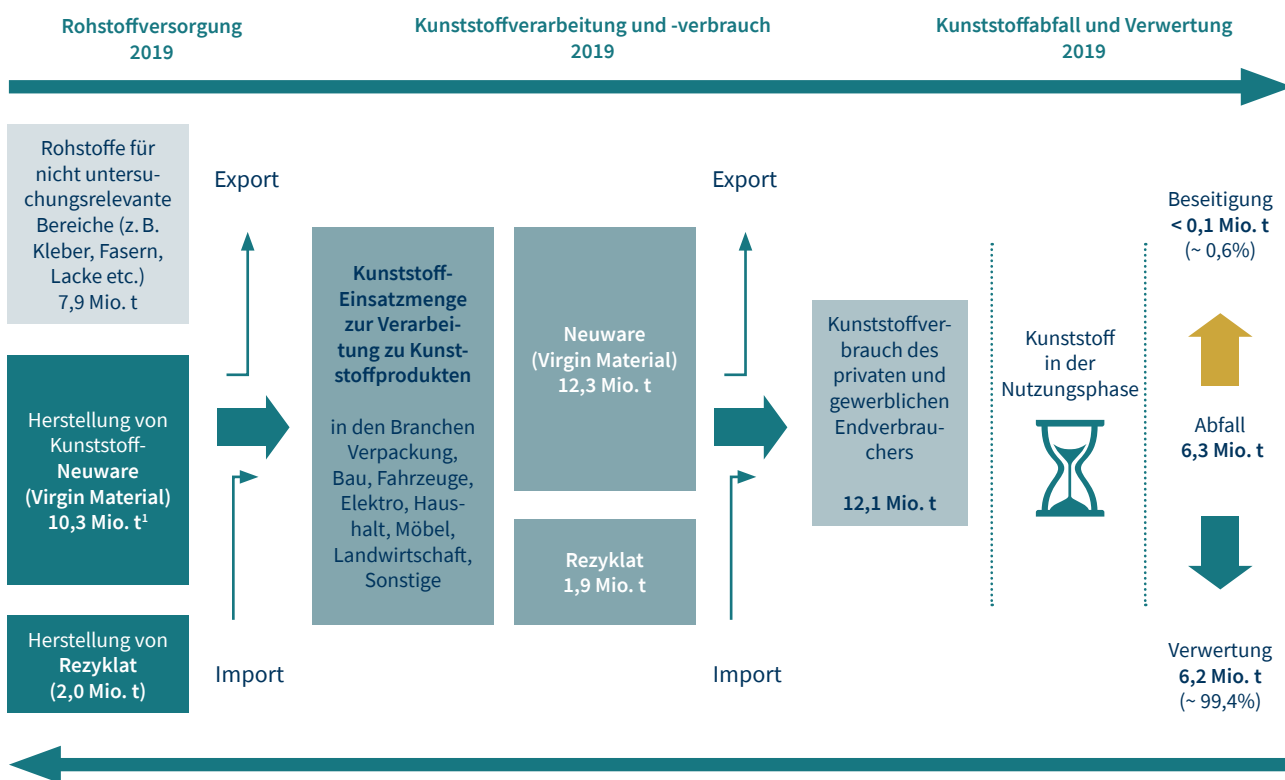 Rohstoffversorgung
2019
Kunststoffverarbeitung und -verbrauch
2019
Kunststoffabfall und Verwertung
2019
Rohstoffe für
nicht untersu-
chungsrelevante
Bereiche (z. B.
Kleber, Fasern,
Lacke etc.)
7,9 Mio. t
Herstellung von
Kunststoff-
Neuware
(Virgin Material)
10,3 Mio. t¹
Herstellung von
Rezyklat
(2,0 Mio. t)
Export
Import
Kunststoff-
Einsatzmenge
zur Verarbei-
tung zu Kunst-
stoffprodukten
in den Branchen
Verpackung,
Bau, Fahrzeuge,
Elektro, Haus-
halt, Möbel,
Landwirtschaft,
Sonstige
Neuware
(Virgin Material)
12,3 Mio. t
Rezyklat
1,9 Mio. t
Export
Import
Kunststoffver-
brauch des
privaten und
gewerblichen
Endverbrau-
chers
12,1 Mio. t
Kunststoff
in der
Nutzungsphase
Beseitigung
< 0,1 Mio. t
(~ 0,6%)
Abfall
6,3 Mio. t
Verwertung
6,2 Mio. t
(~ 99,4%)